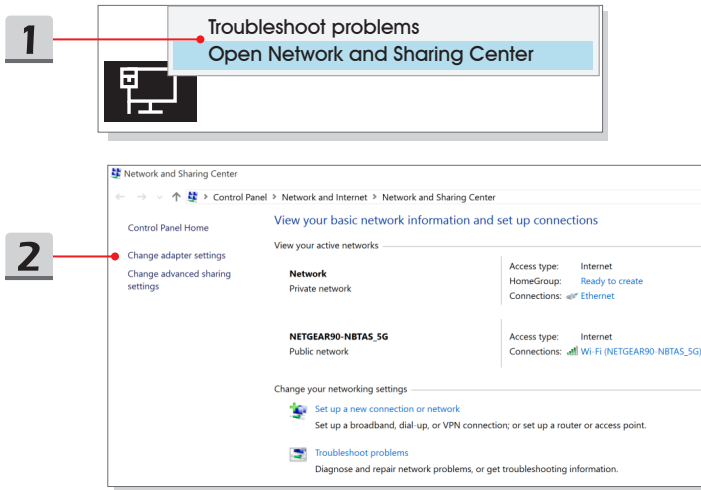 1
Troubleshoot problems
Open Network and Sharing Center
2
Network and Sharing Center
Control Panel > Network and Internet > Network and Sharing Center
Control Panel Home
Change adapter settings
Change advanced sharing
settings
View your basic network information and set up connections
View your active networks
Network
Private network
Access type: Internet
HomeGroup: Ready to create
Connections: Ethernet
NETGEAR90-NBTAS_5G
Public network
Access type: Internet
Connections: Wi-Fi (NETGEAR90-NBTAS_5G)
Change your networking settings
Set up a new connection or network
Set up a broadband, dial-up, or VPN connection; or set up a router or access point.
Troubleshoot problems
Diagnose and repair network problems, or get troubleshooting information.